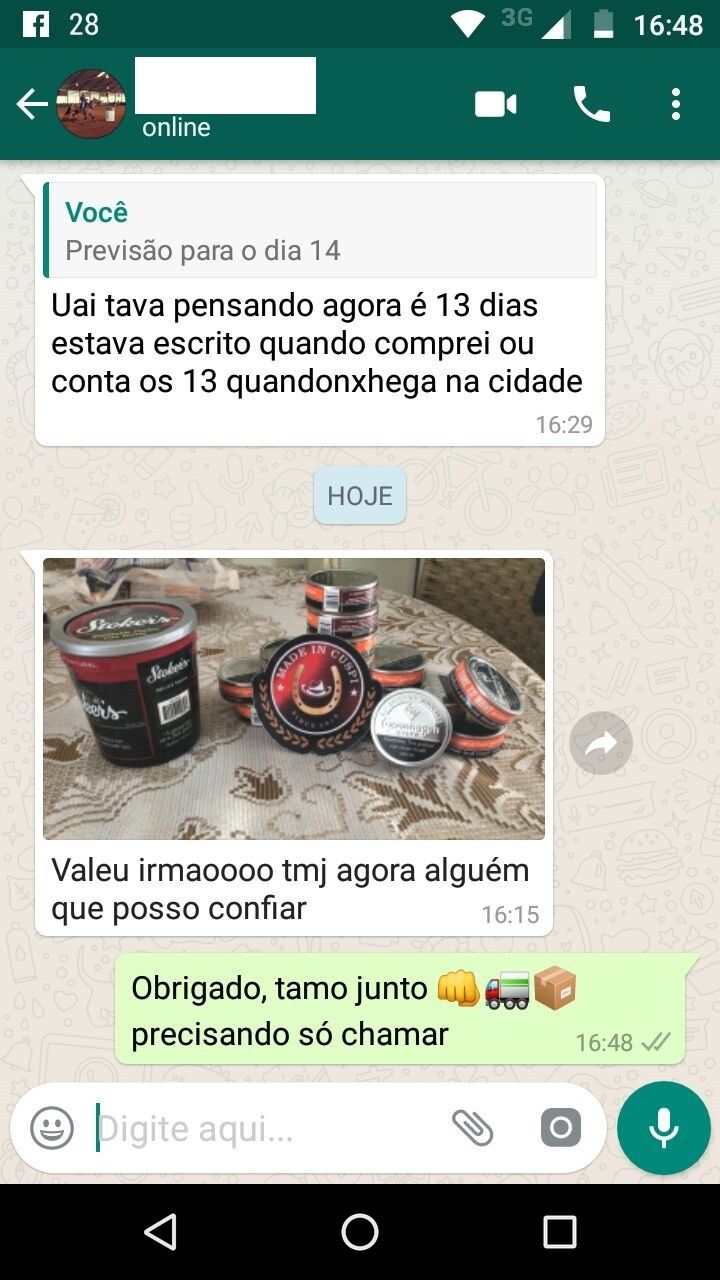 28
3G
16:48
online
Você
Previsão para o dia 14
Uai tava pensando agora é 13 dias
estava escrito quando comprei ou
conta os 13 quandonxhega na cidade
16:29
HOJE
Stoker's
Stoker's
MADE IN CUSPI
Copenhagen
Valeu irmaoooo tmj agora alguém
que posso confiar
16:15
Obrigado, tamo junto 👊🚛📦
precisando só chamar
16:48
Digite aqui...